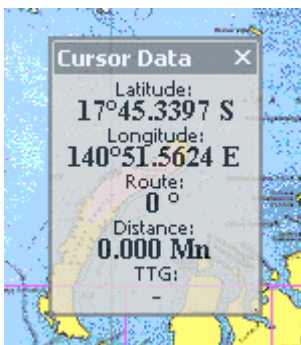 Cursor Data
Latitude:
17°45.3397 S
Longitude:
140°51.5624 E
Route:
0 °
Distance:
0.000 Mn
TTG:
-